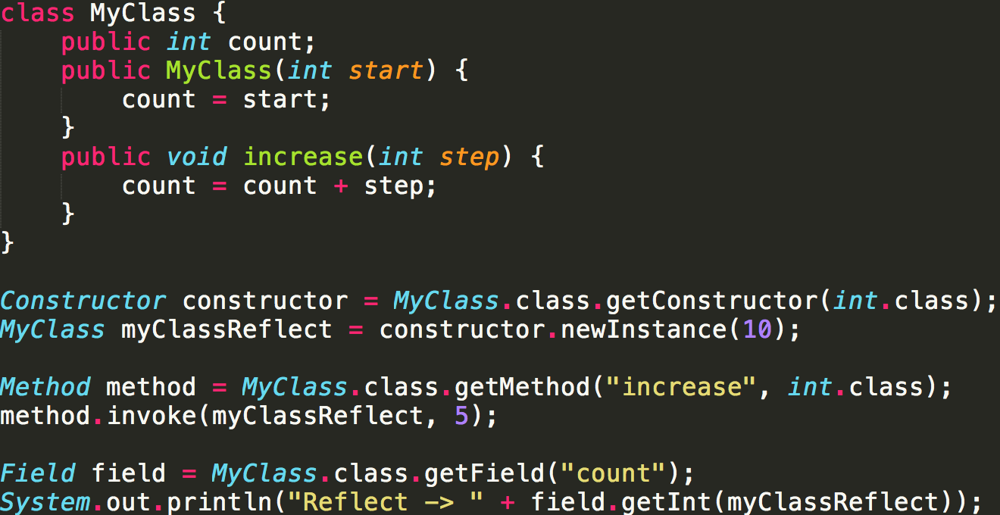 class MyClass {
    public int count;
    public MyClass(int start) {
        count = start;
    }
    public void increase(int step) {
        count = count + step;
    }
}

Constructor constructor = MyClass.class.getConstructor(int.class);
MyClass myClassReflect = constructor.newInstance(10);

Method method = MyClass.class.getMethod("increase", int.class);
method.invoke(myClassReflect, 5);

Field field = MyClass.class.getField("count");
System.out.println("Reflect -> " + field.getInt(myClassReflect));